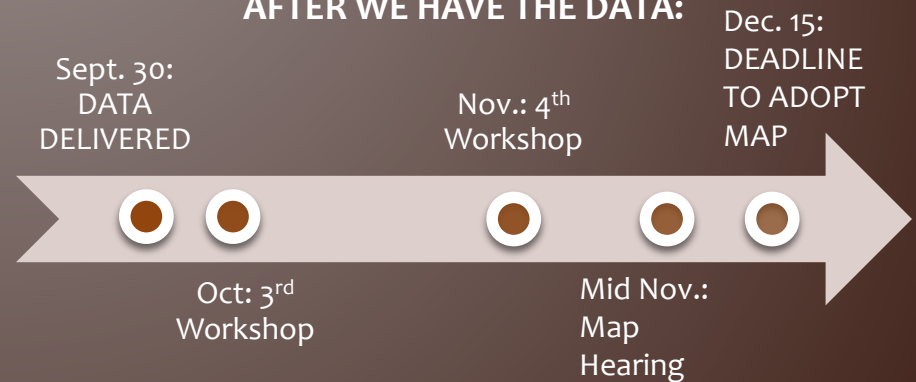 AFTER WE HAVE THE DATA:
Sept. 30:
DATA
DELIVERED
Oct: 3rd
Workshop
Nov.: 4th
Workshop
Mid Nov.:
Map
Hearing
Dec. 15:
DEADLINE
TO ADOPT
MAP